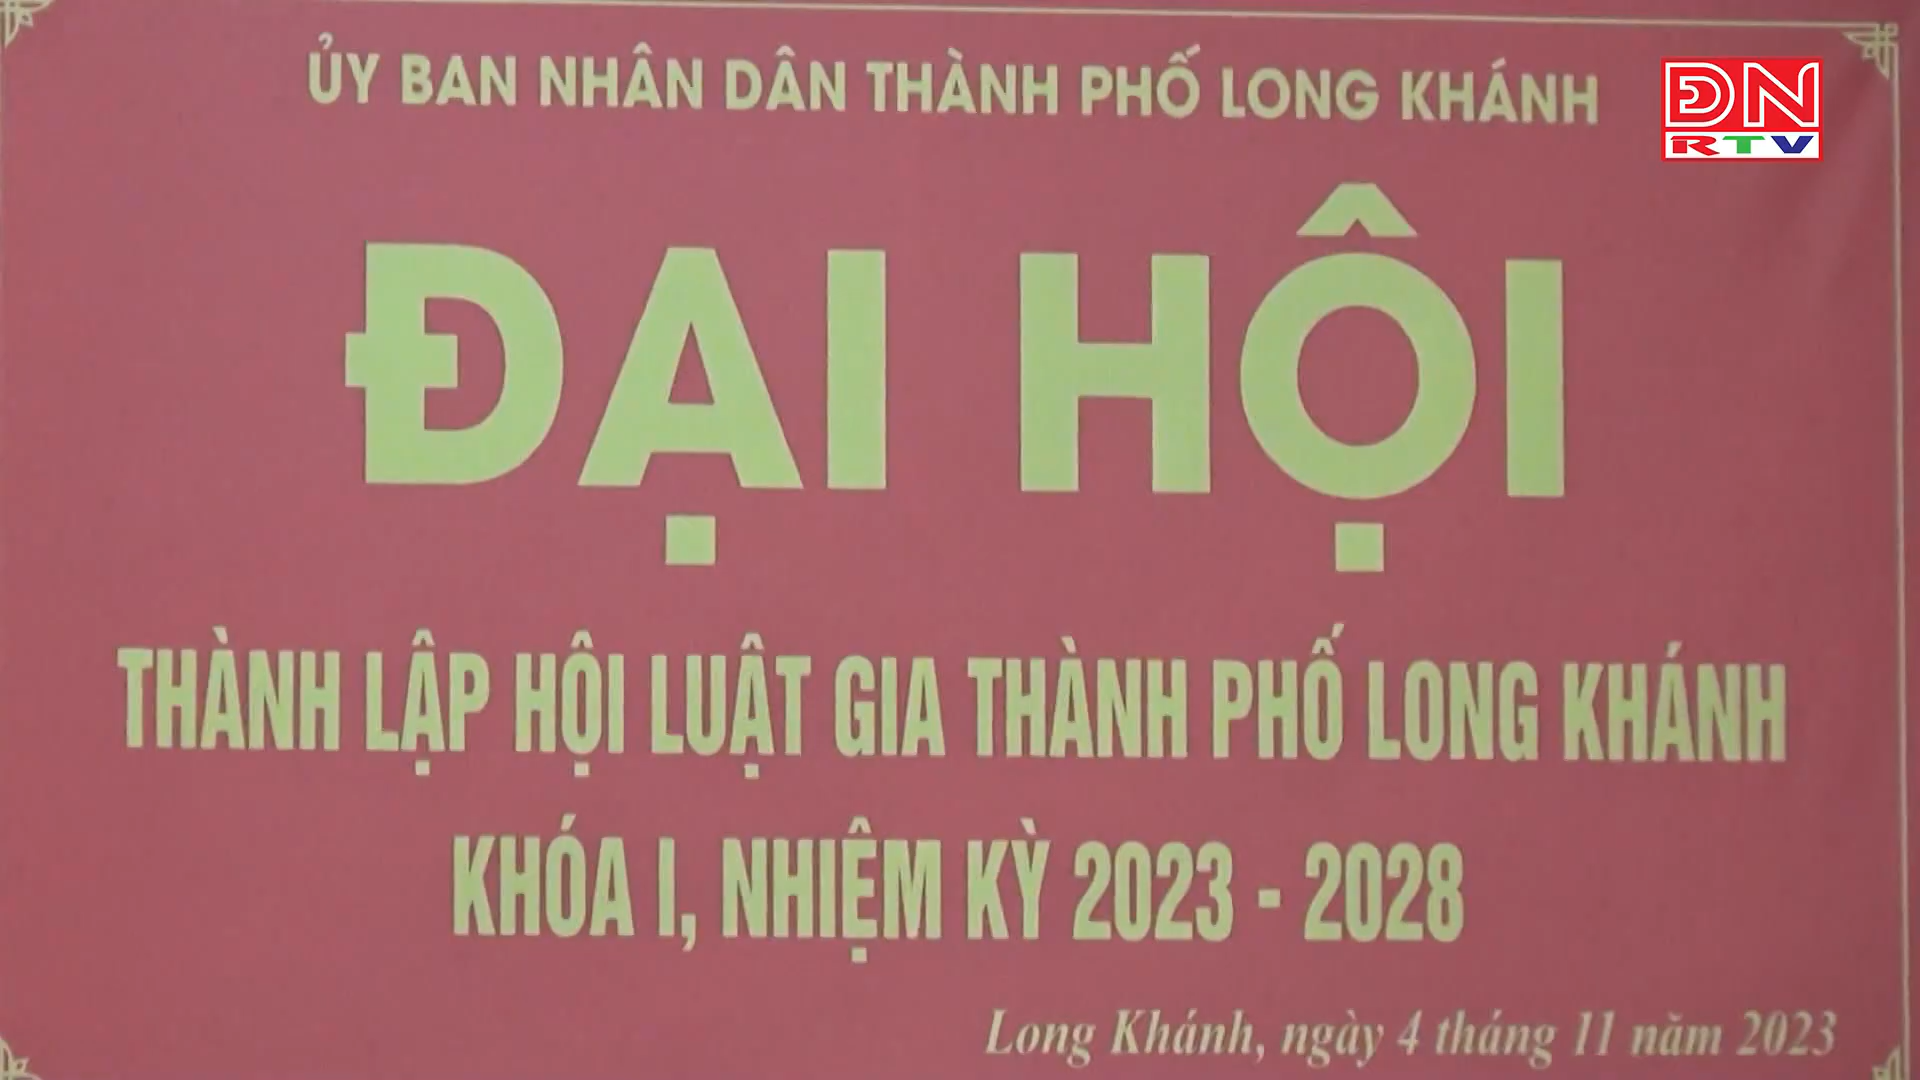 ỦY BAN NHÂN DÂN THÀNH PHỐ LONG KHÁNH
ĐN
RTV
ĐẠI HỘI
THÀNH LẬP HỘI LUẬT GIA THÀNH PHỐ LONG KHÁNH
KHÓA I, NHIỆM KỲ 2023 - 2028
Long Khánh, ngày 4 tháng 11 năm 2023